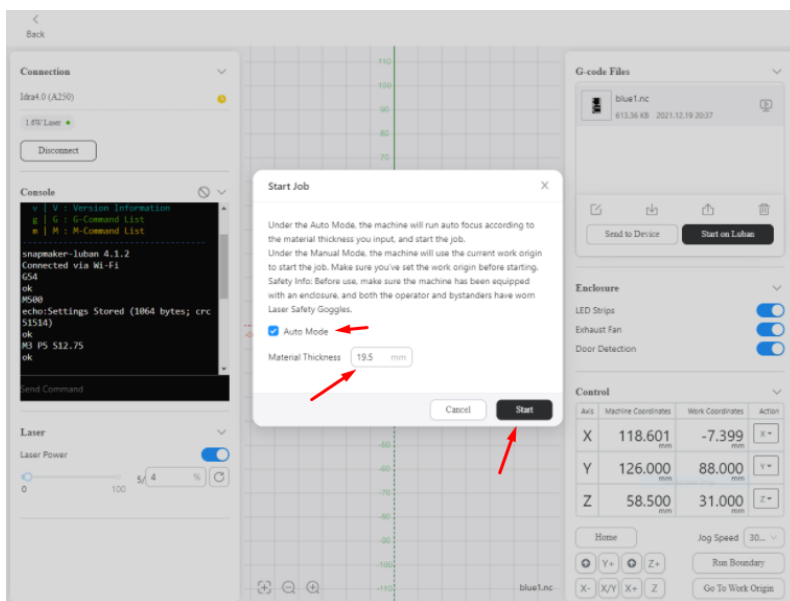 Back
Connection
Idra4.0 (A250)
1.6W Laser
Disconnect
Console
v | V : Version Information
g | G : G-Command List
m | M : M-Command List
snapmaker-luban 4.1.2
Connected via Wi-Fi
G54
ok
M500
echo:Settings Stored (1064 bytes; crc
51514)
ok
M3 P5 S12.75
ok
Send Command
Laser
Laser Power
5/ 4 %
0 100
110
100
90
80
70
Start Job
Under the Auto Mode, the machine will run auto focus according to
the material thickness you input, and start the job.
Under the Manual Mode, the machine will use the current work origin
to start the job. Make sure you've set the work origin before starting.
Safety Info: Before use, make sure the machine has been equipped
with an enclosure, and both the operator and bystanders have worn
Laser Safety Goggles.
Auto Mode
Material Thickness 19.5 mm
Cancel Start
-50
-60
-70
-80
-90
-100
-110
blue1.nc
G-code Files
blue1.nc
613.36 KB 2021.12.19 20:37
Send to Device Start on Luban
Enclosure
LED Strips
Exhaust Fan
Door Detection
Control
Axis Machine Coordinates Work Coordinates Action
X 118.601 mm -7.399 mm X
Y 126.000 mm 88.000 mm Y
Z 58.500 mm 31.000 mm Z
Home Jog Speed 30...
Y+ Z+ Run Boundary
X- X/Y X+ Z Go To Work Origin